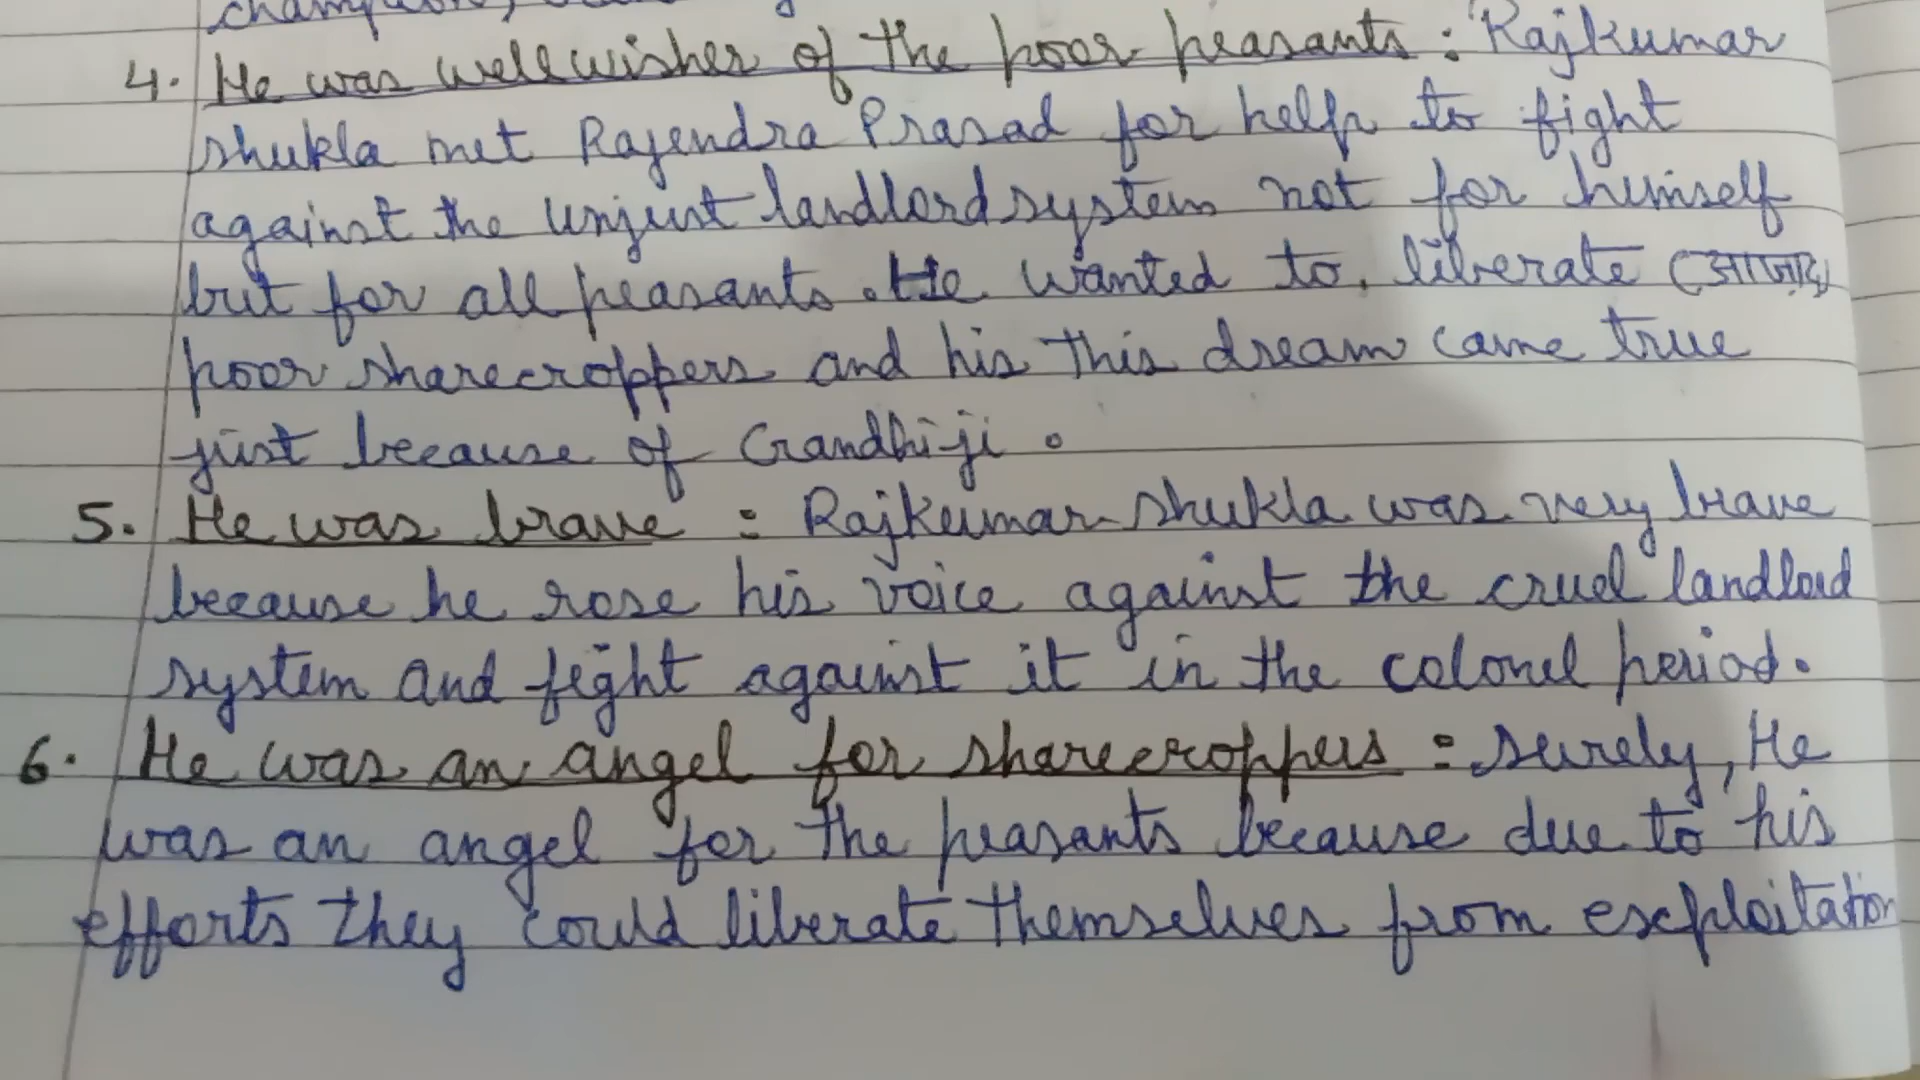 4. He was wellwisher of the poor peasants : Rajkumar
shukla met Rajendra Prasad for help to fight
against the unjust landlord system not for himself
but for all peasants. He wanted to, liberate (आजाद)
poor sharecroppers and his this dream came true
just because of Gandhiji.
5. He was brave : Rajkumar shukla was very brave
because he rose his voice against the cruel landlord
system and fight against it in the colonel period.
6. He was an angel for sharecroppers : surely, He
was an angel for the peasants because due to his
efforts they could liberate themselves from exploitation